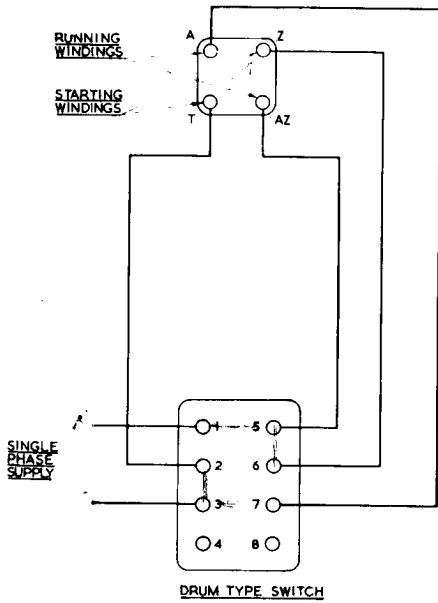 A Z
RUNNING
WINDINGS
STARTING
WINDINGS
T AZ
1 5
SINGLE
PHASE
SUPPLY
2 6
3 7
4 8
DRUM TYPE SWITCH